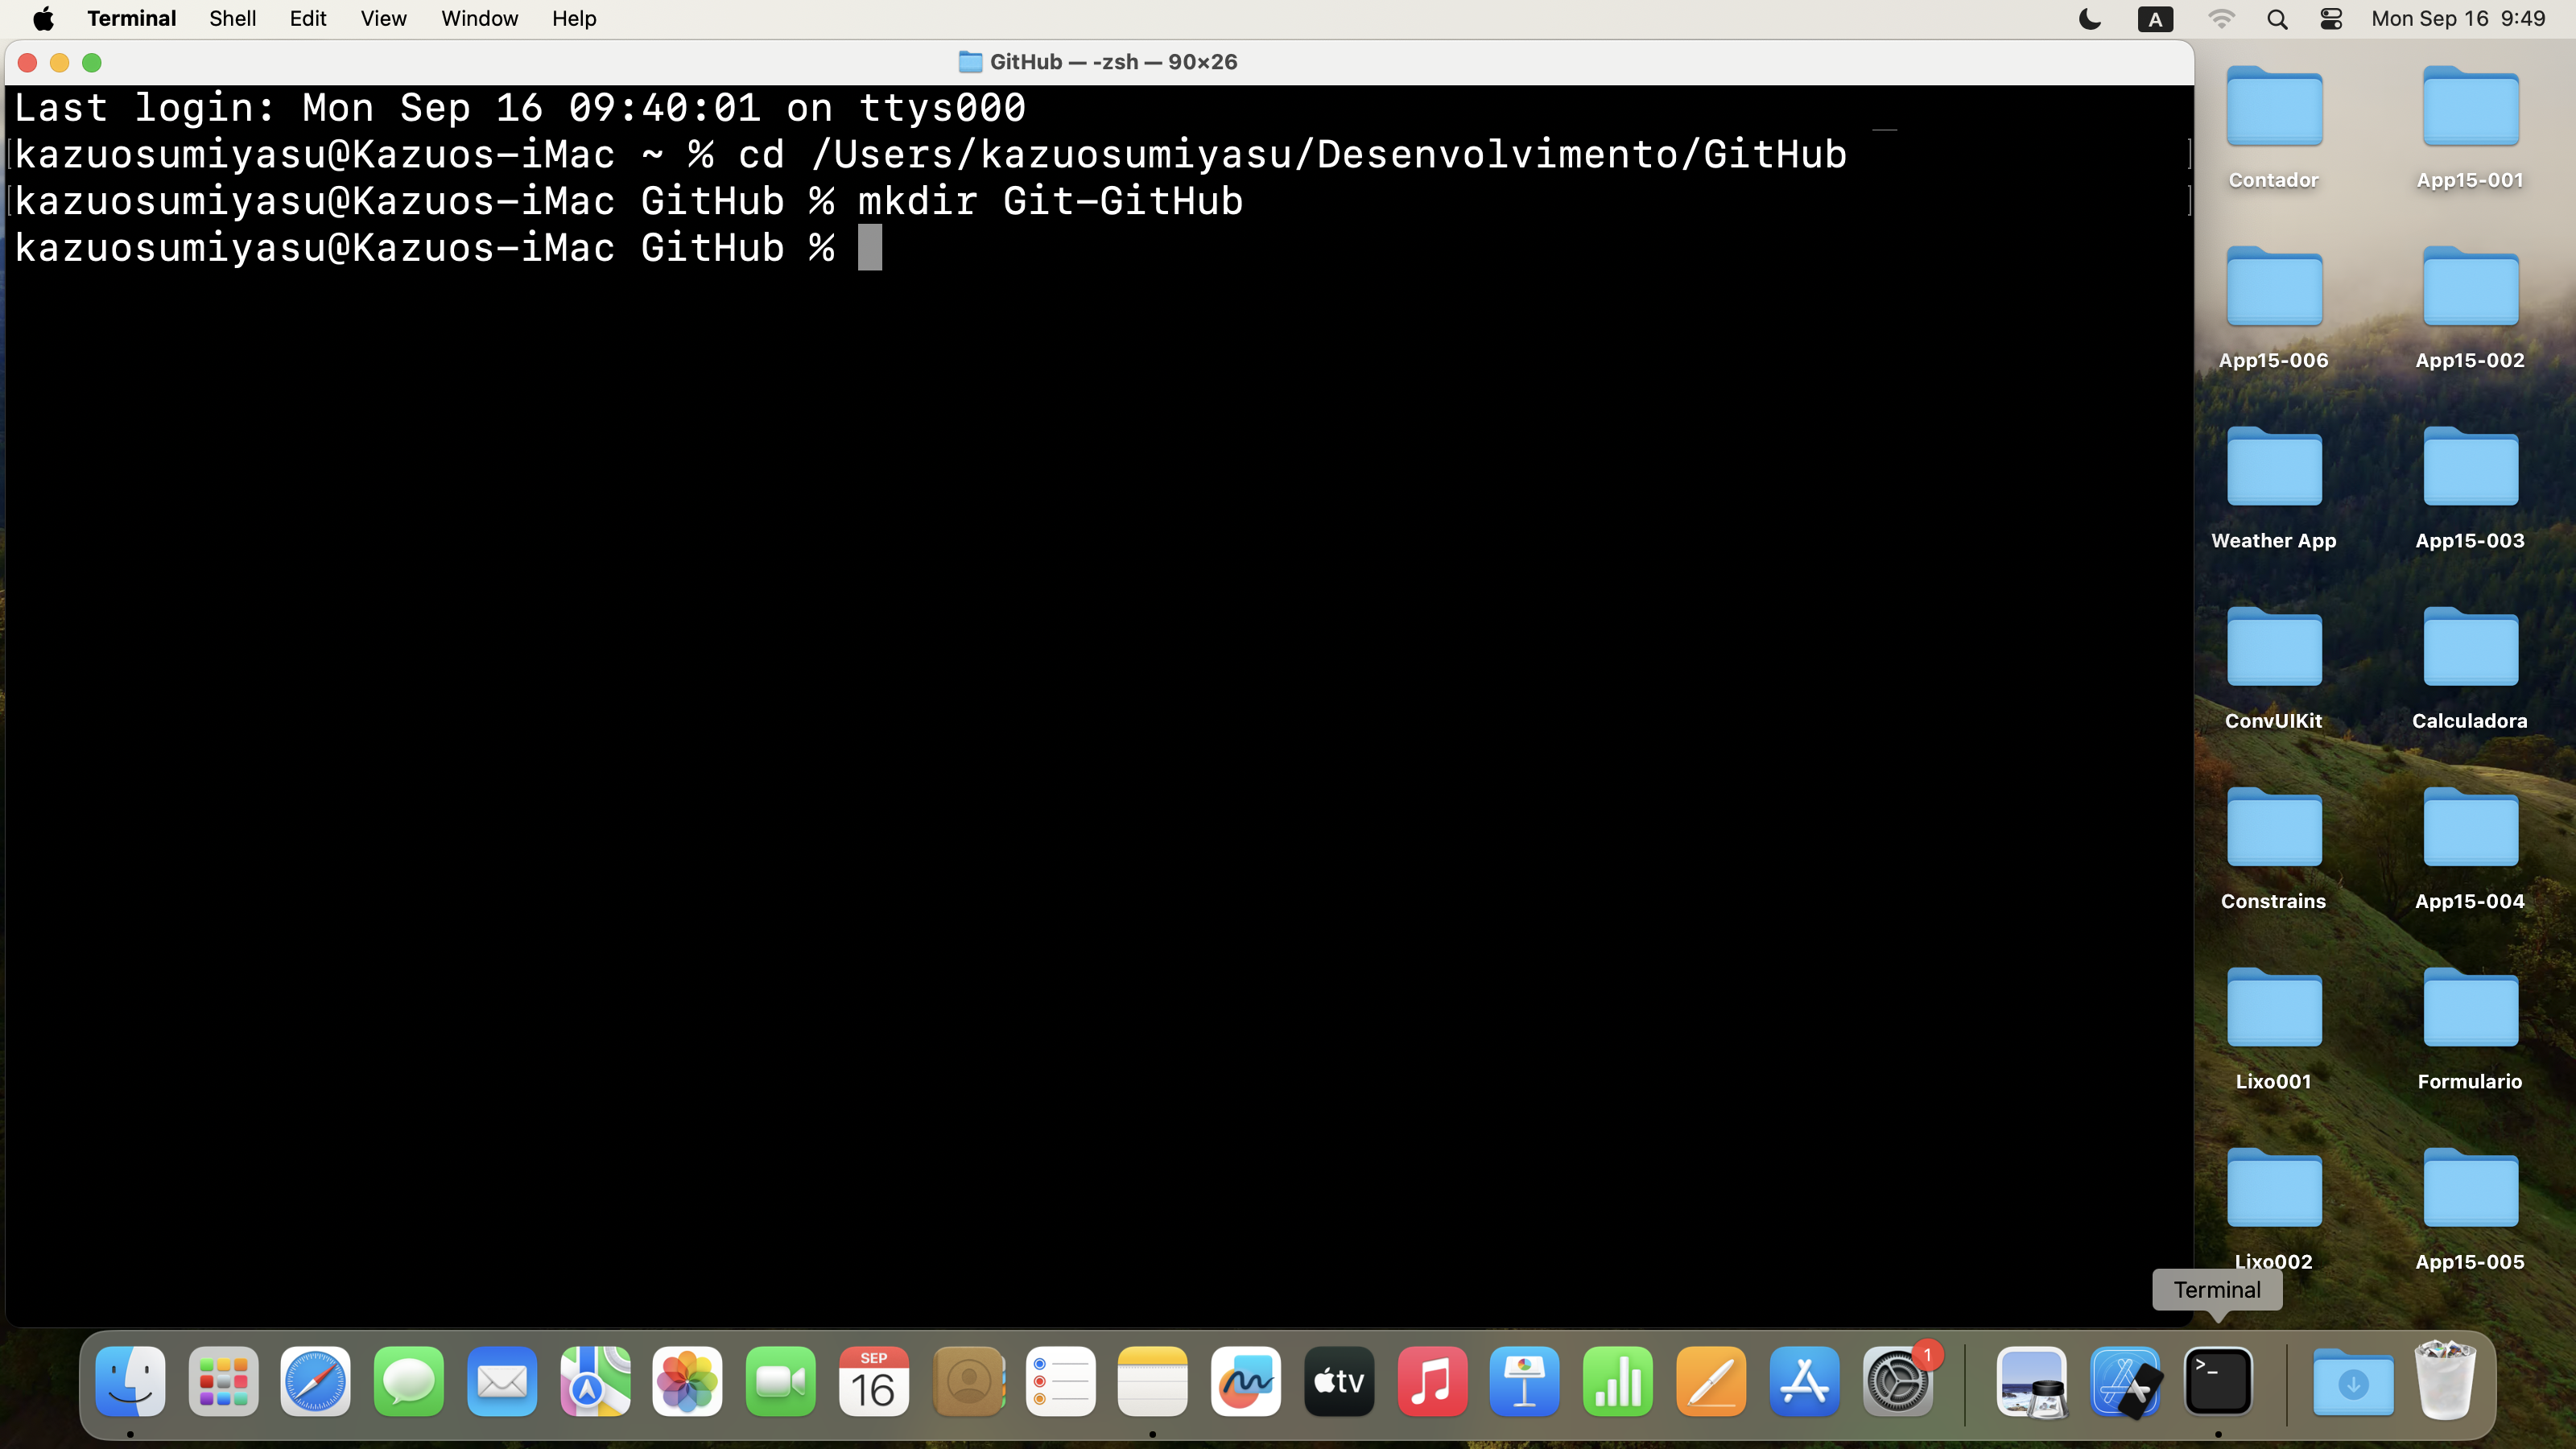 Terminal Shell Edit View Window Help A Mon Sep 16 9:49
GitHub — -zsh — 90×26
Last login: Mon Sep 16 09:40:01 on ttys000
[kazuosumiyasu@Kazuos-iMac ~ % cd /Users/kazuosumiyasu/Desenvolvimento/GitHub ]
[kazuosumiyasu@Kazuos-iMac GitHub % mkdir Git-GitHub ]
kazuosumiyasu@Kazuos-iMac GitHub %
Contador App15-001
App15-006 App15-002
Weather App App15-003
ConvUIKit Calculadora
Constrains App15-004
Lixo001 Formulario
Lixo002 App15-005
Terminal
SEP
16
tv
1
>_